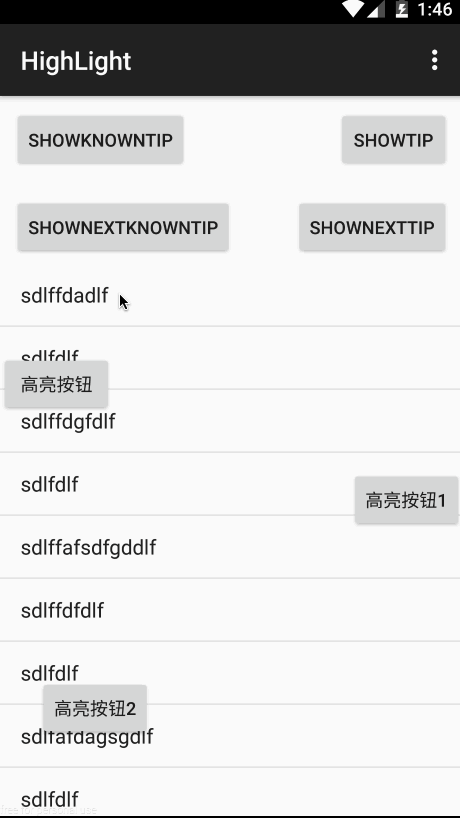 1:46
HighLight
SHOWKNOWNTIP SHOWTIP
SHOWNEXTKNOWNTIP SHOWNEXTTIP
sdlffdadlf
sdlfdlf
高亮按钮
sdlffdgfdlf
sdlfdlf
高亮按钮1
sdlffafsdfgddlf
sdlffdfdlf
sdlfdlf
高亮按钮2
sdlfafdagsgdlf
sdlfdlf